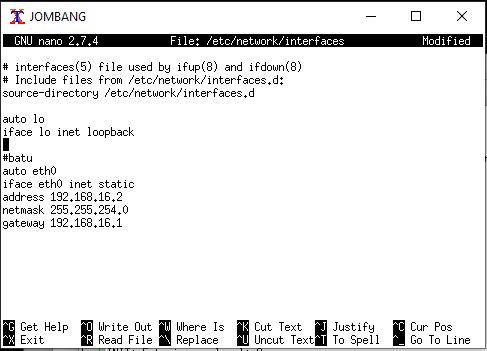 JOMBANG
GNU nano 2.7.4 File: /etc/network/interfaces Modified
# interfaces(5) file used by ifup(8) and ifdown(8)
# Include files from /etc/network/interfaces.d:
source-directory /etc/network/interfaces.d
auto lo
iface lo inet loopback
#batu
auto eth0
iface eth0 inet static
address 192.168.16.2
netmask 255.255.254.0
gateway 192.168.16.1
^G Get Help ^O Write Out ^W Where Is ^K Cut Text ^J Justify ^C Cur Pos
^X Exit ^R Read File ^\ Replace ^U Uncut Text ^T To Spell ^_ Go To Line